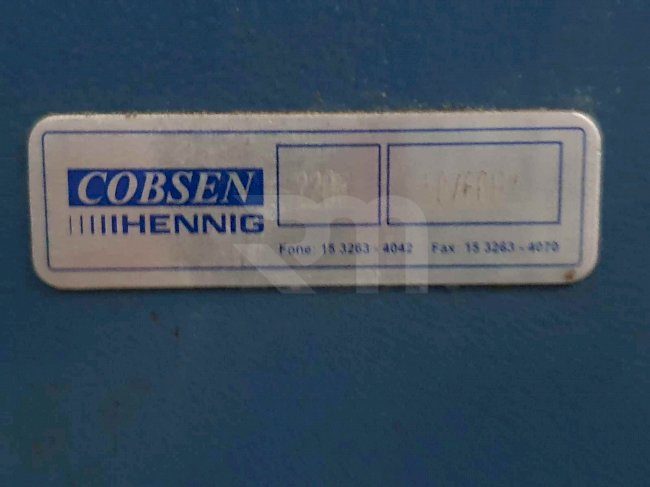 COBSEN
HENNIG
Fone: 15 3263 - 4042 Fax: 15 3263 - 4070